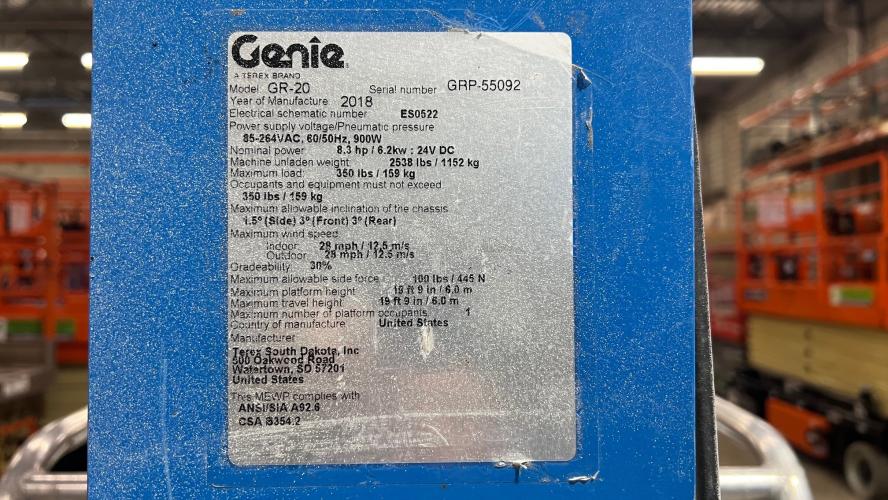 Genie
A TEREX BRAND
Model GR-20 Serial number GRP-55092
Year of Manufacture 2018
Electrical schematic number ES0522
Power supply voltage/Pneumatic pressure
85-264VAC, 60/50Hz, 900W
Nominal power 8.3 hp / 6.2kw : 24V DC
Machine unladen weight 2538 lbs / 1152 kg
Maximum load: 350 lbs / 159 kg
Occupants and equipment must not exceed
350 lbs / 159 kg
Maximum allowable inclination of the chassis
1.5° (Side) 3° (Front) 3° (Rear)
Maximum wind speed
Indoor: 28 mph / 12.5 m/s
Outdoor: 28 mph / 12.5 m/s
Gradeability 30%
Maximum allowable side force : 100 lbs / 445 N
Maximum platform height 19 ft 9 in / 6.0 m
Maximum travel height: 19 ft 9 in / 6.0 m
Maximum number of platform occupants 1
Country of manufacture United States
Manufacturer
Terex South Dakota, Inc
500 Oakwood Road
Watertown, SD 57201
United States
This MEWP complies with
ANSI/SIA A92.6
CSA B354.2